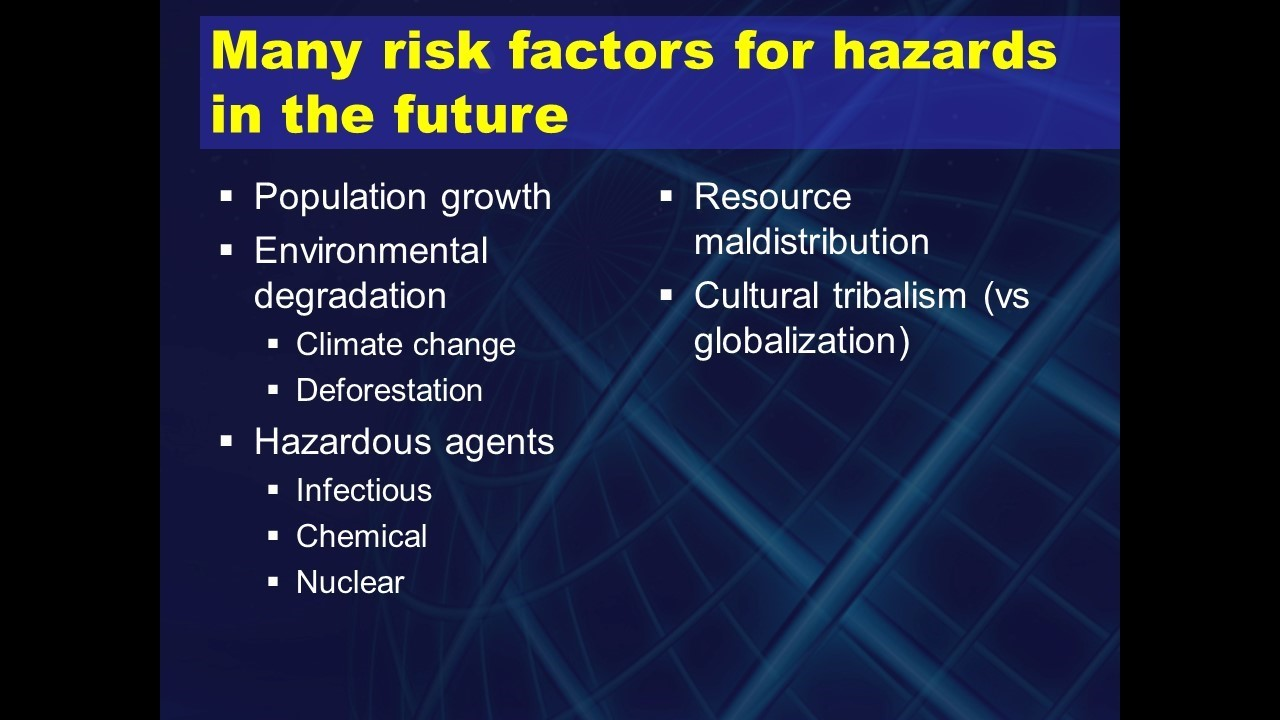 Many risk factors for hazards
in the future
▪ Population growth
▪ Environmental
degradation
▪ Climate change
▪ Deforestation
▪ Hazardous agents
▪ Infectious
▪ Chemical
▪ Nuclear
▪ Resource
maldistribution
▪ Cultural tribalism (vs
globalization)